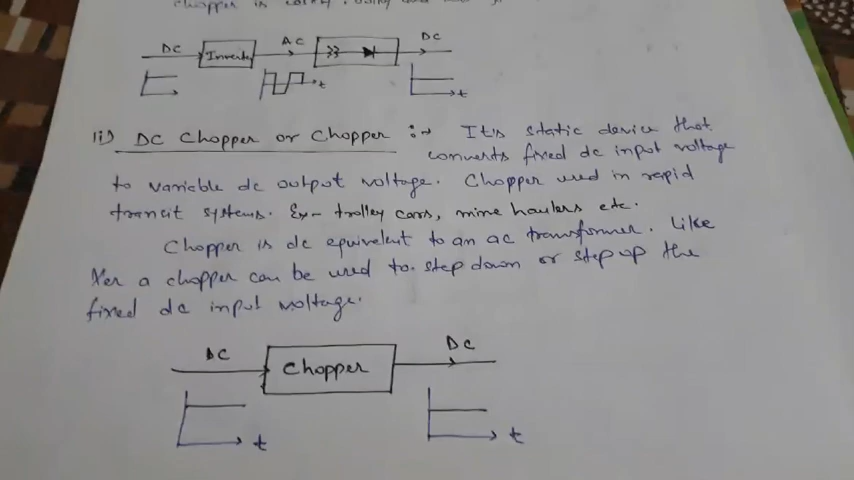 chopper is
DC AC DC
Inverter
t t
ii) DC Chopper or Chopper :→ It is static device that
converts fixed dc input voltage
to variable dc output voltage. Chopper used in rapid
transit systems. Ex- trolley cars, mine haulers etc.
Chopper is dc equivalent to an ac transformer. Like
Xer a chopper can be used to step down or step up the
fixed dc input voltage.
DC DC
Chopper
t t